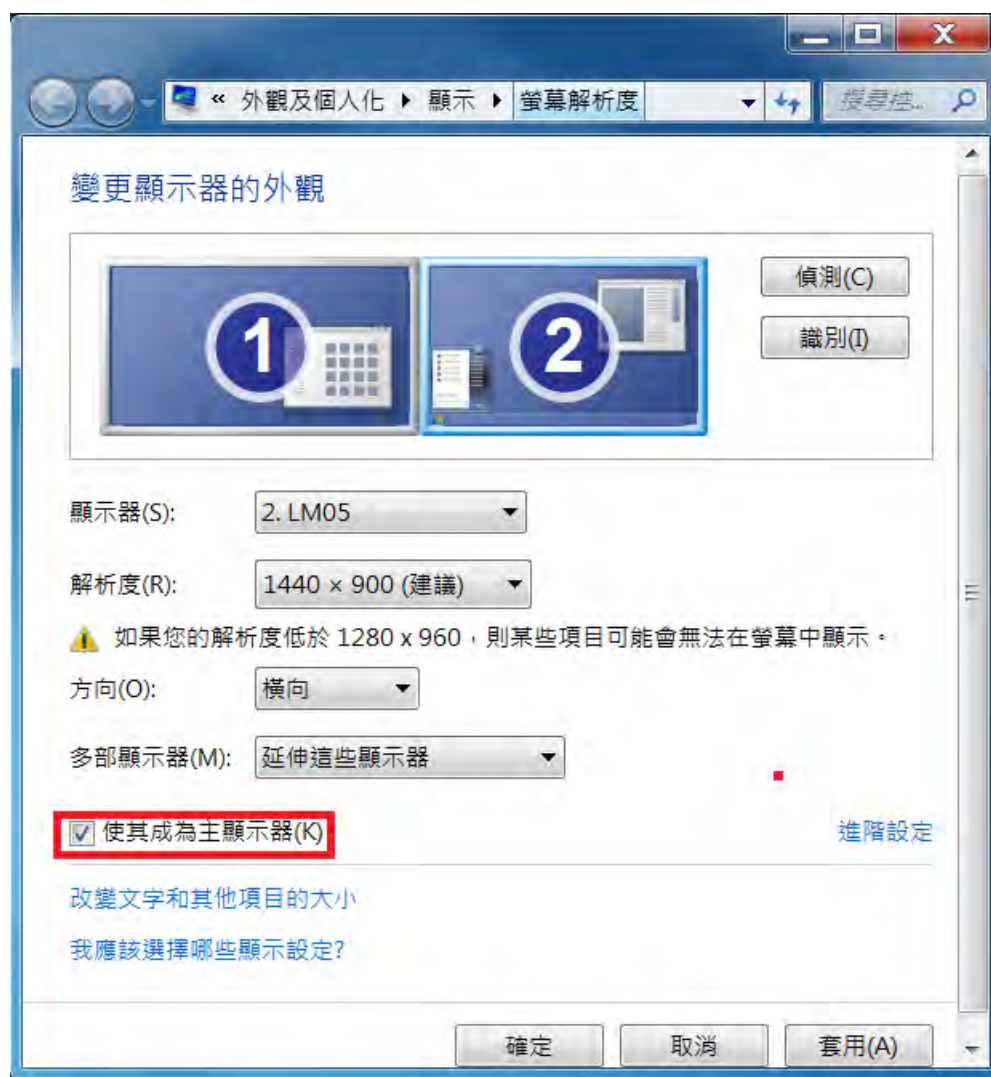 « 外觀及個人化 ▶ 顯示 ▶ 螢幕解析度
搜尋控...
變更顯示器的外觀
1
2
偵測(C)
識別(I)
顯示器(S): 2. LM05
解析度(R): 1440 × 900 (建議)
如果您的解析度低於 1280 x 960，則某些項目可能會無法在螢幕中顯示。
方向(O): 橫向
多部顯示器(M): 延伸這些顯示器
使其成為主顯示器(K) 進階設定
改變文字和其他項目的大小
我應該選擇哪些顯示設定?
確定 取消 套用(A)